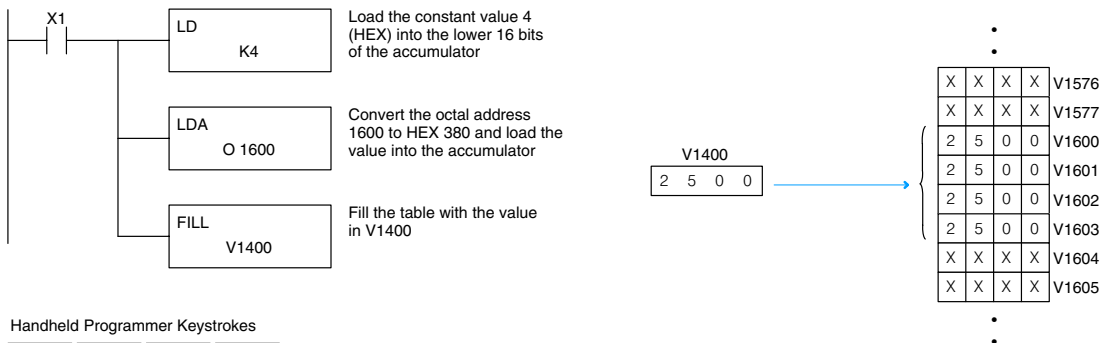 X1
LD
K4
Load the constant value 4
(HEX) into the lower 16 bits
of the accumulator
LDA
O 1600
Convert the octal address
1600 to HEX 380 and load the
value into the accumulator
FILL
V1400
Fill the table with the value
in V1400
V1400
2 5 0 0
X X X X V1576
X X X X V1577
2 5 0 0 V1600
2 5 0 0 V1601
2 5 0 0 V1602
2 5 0 0 V1603
X X X X V1604
X X X X V1605
Handheld Programmer Keystrokes